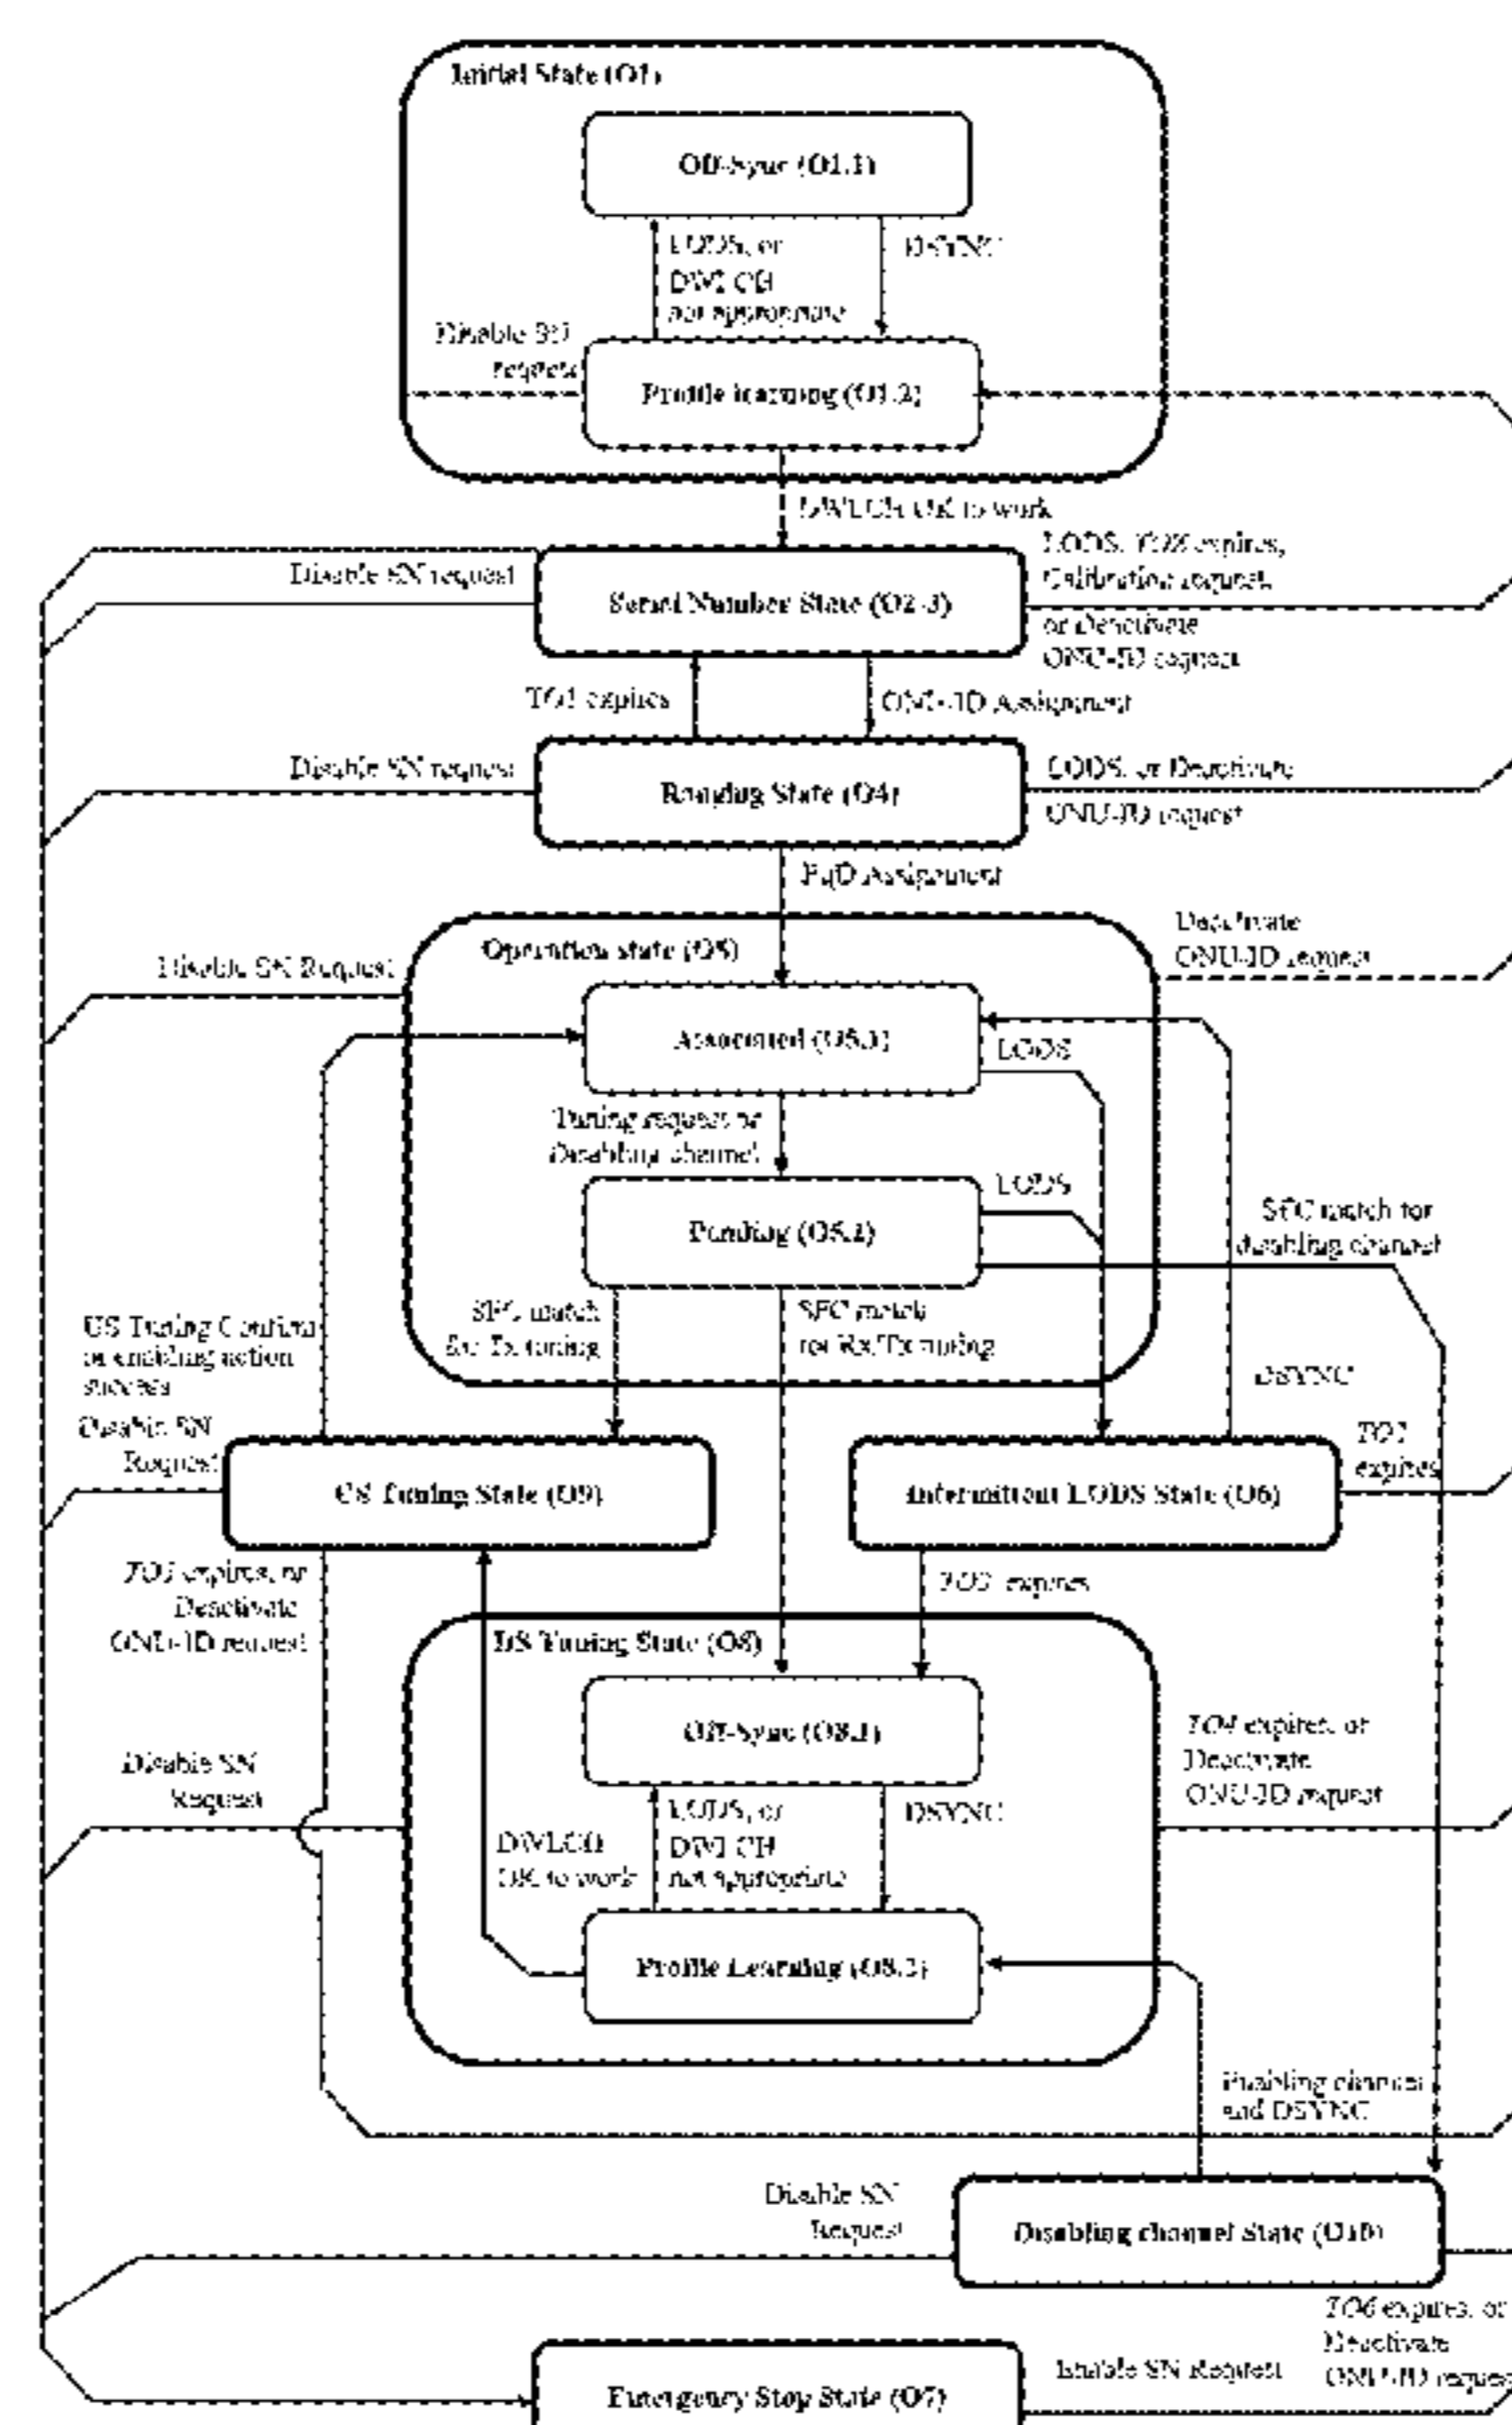 Initial State (O1)
Off-Sync (O1.1)
LODS, or
DWLCH
not appropriate
DSYNC
Disable SN
request
Profile learning (O1.2)
DWLCH OK to work
Disable SN request
Serial Number State (O2-3)
LODS, expires,
Calibration request,
or Deactivate
ONU-ID request
TO1 expires
ONU-ID Assignment
Disable SN request
Ranging State (O4)
LODS, or Deactivate
ONU-ID request
EqD Assignment
Deactivate
ONU-ID request
Operation state (O5)
Disable SN Request
Associated (O5.1)
LODS
Tuning request or
Disabling channel
LODS
Pending (O5.2)
SFC match for
disabling channel
SFC match
for Tx tuning
SFC match
for Rx/Tx tuning
US Tuning Confirm
or enabling action
success
DSYNC
Disable SN
Request
expires
US Tuning State (O9)
Intermittent LODS State (O6)
expires, or
Deactivate
ONU-ID request
expires
DS Tuning State (O8)
Off-Sync (O8.1)
TO4 expires, or
Deactivate
ONU-ID request
Disable SN
Request
DWLCH
OK to work
LODS, or
DWLCH
not appropriate
DSYNC
Profile Learning (O8.2)
Enabling channel
and DSYNC
Disable SN
Request
Disabling channel State (O10)
TO6 expires, or
Deactivate
ONU-ID reques
Enable SN Request
Emergency Stop State (O7)